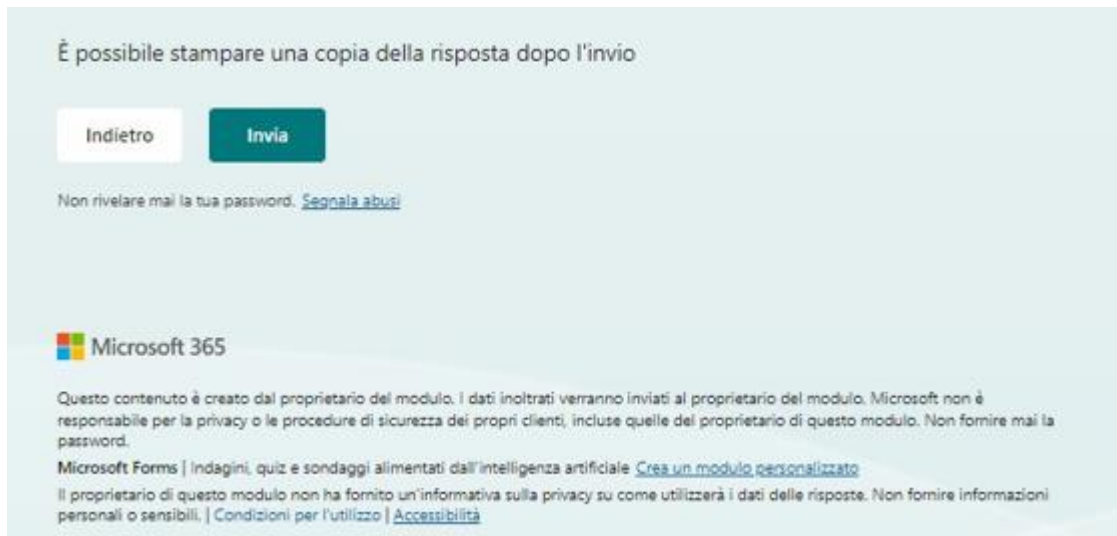 È possibile stampare una copia della risposta dopo l'invio
Indietro
Invia
Non rivelare mai la tua password. Segnala abusi
Microsoft 365
Questo contenuto è creato dal proprietario del modulo. I dati inoltrati verranno inviati al proprietario del modulo. Microsoft non è
responsabile per la privacy o le procedure di sicurezza dei propri clienti, incluse quelle del proprietario di questo modulo. Non fornire mai la
password.
Microsoft Forms | Indagini, quiz e sondaggi alimentati dall'intelligenza artificiale Crea un modulo personalizzato
Il proprietario di questo modulo non ha fornito un'informativa sulla privacy su come utilizzerà i dati delle risposte. Non fornire informazioni
personali o sensibili. | Condizioni per l'utilizzo | Accessibilità